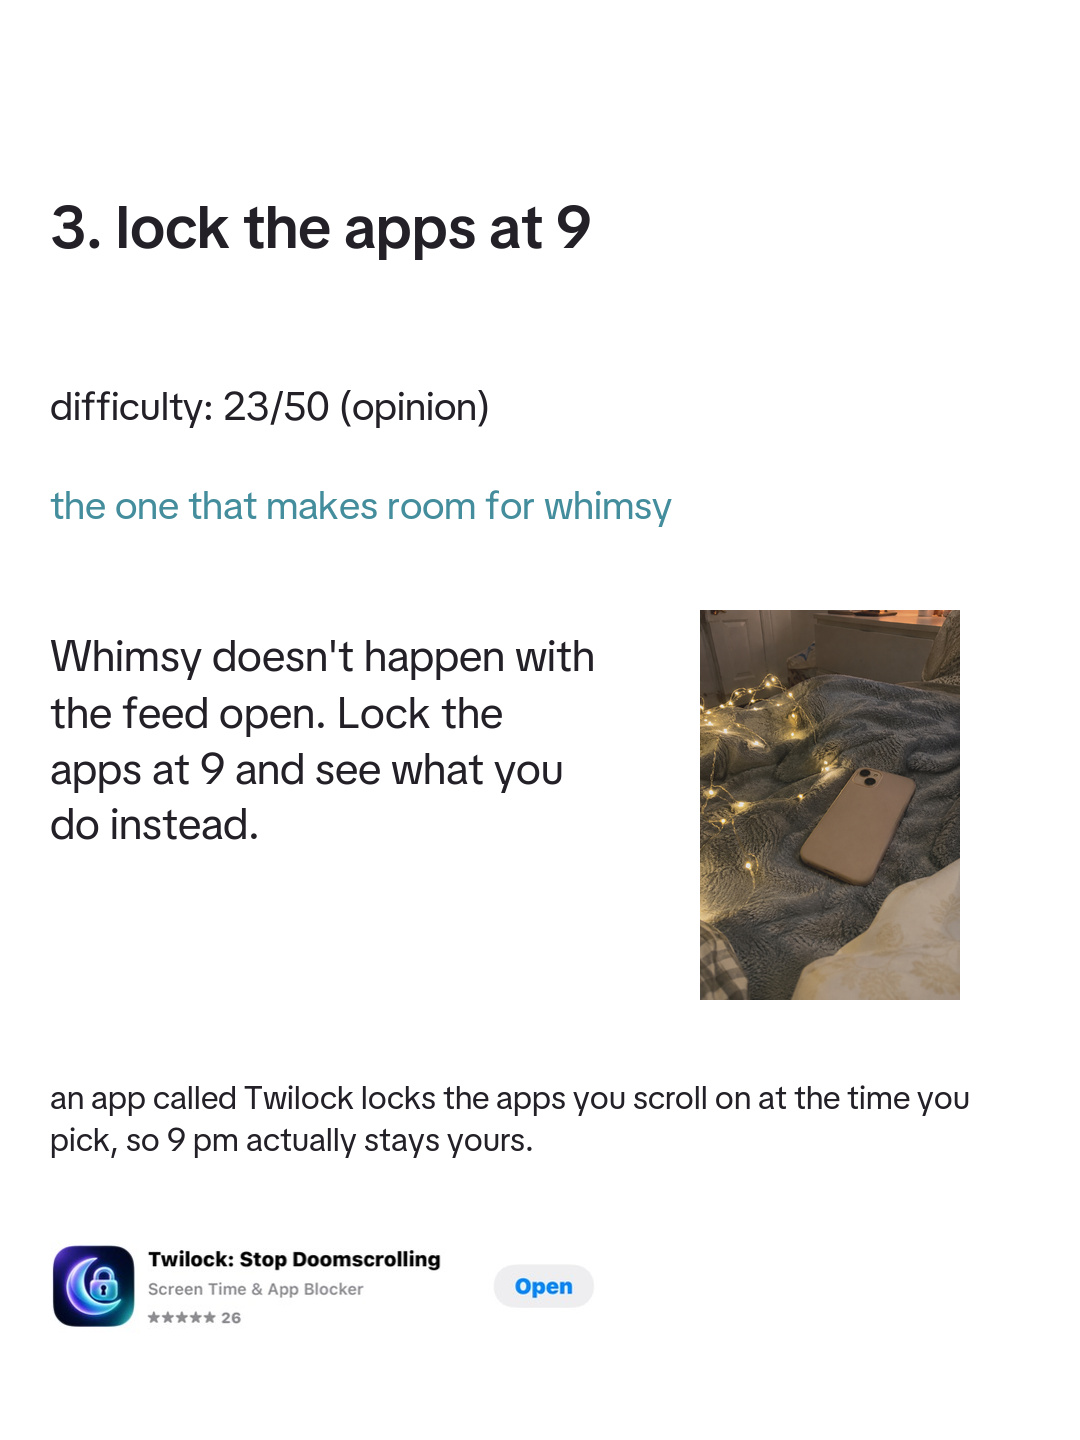 3. lock the apps at 9
difficulty: 23/50 (opinion)
the one that makes room for whimsy
Whimsy doesn't happen with
the feed open. Lock the
apps at 9 and see what you
do instead.
an app called Twilock locks the apps you scroll on at the time you
pick, so 9 pm actually stays yours.
Twilock: Stop Doomscrolling
Screen Time & App Blocker
★★★★★ 26
Open